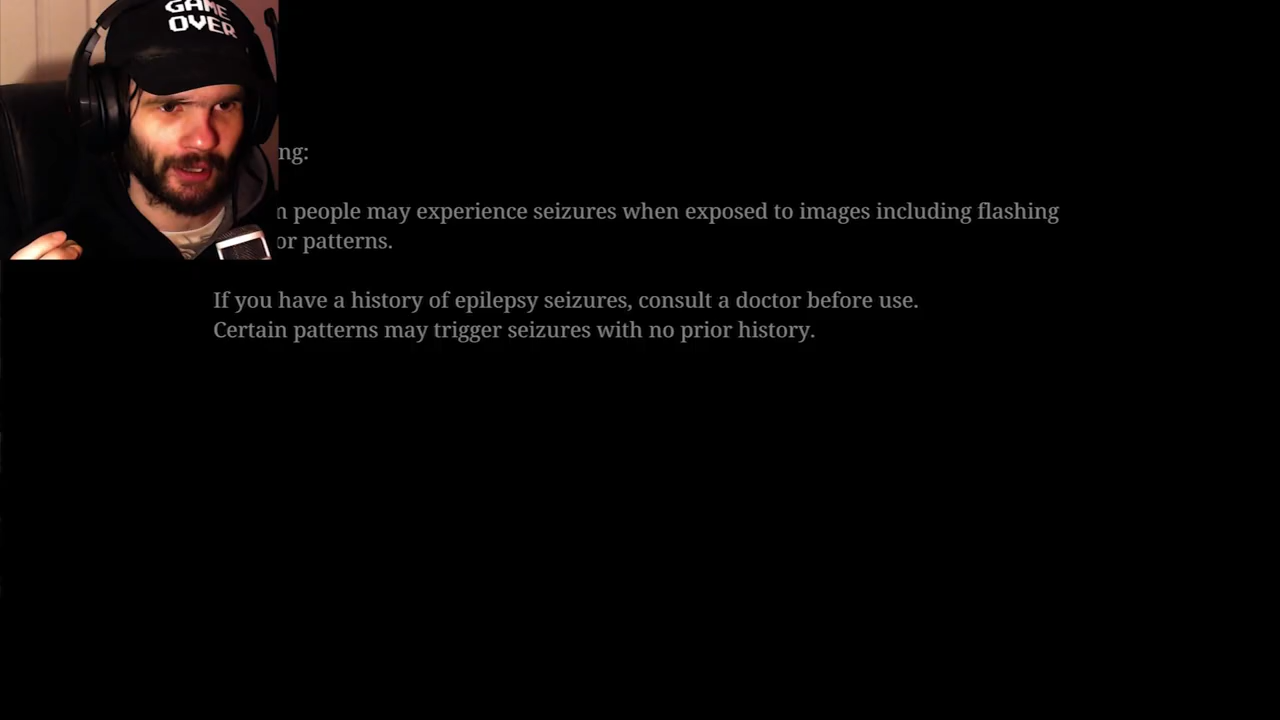 GAME
OVER
ng:
n people may experience seizures when exposed to images including flashing
or patterns.
If you have a history of epilepsy seizures, consult a doctor before use.
Certain patterns may trigger seizures with no prior history.